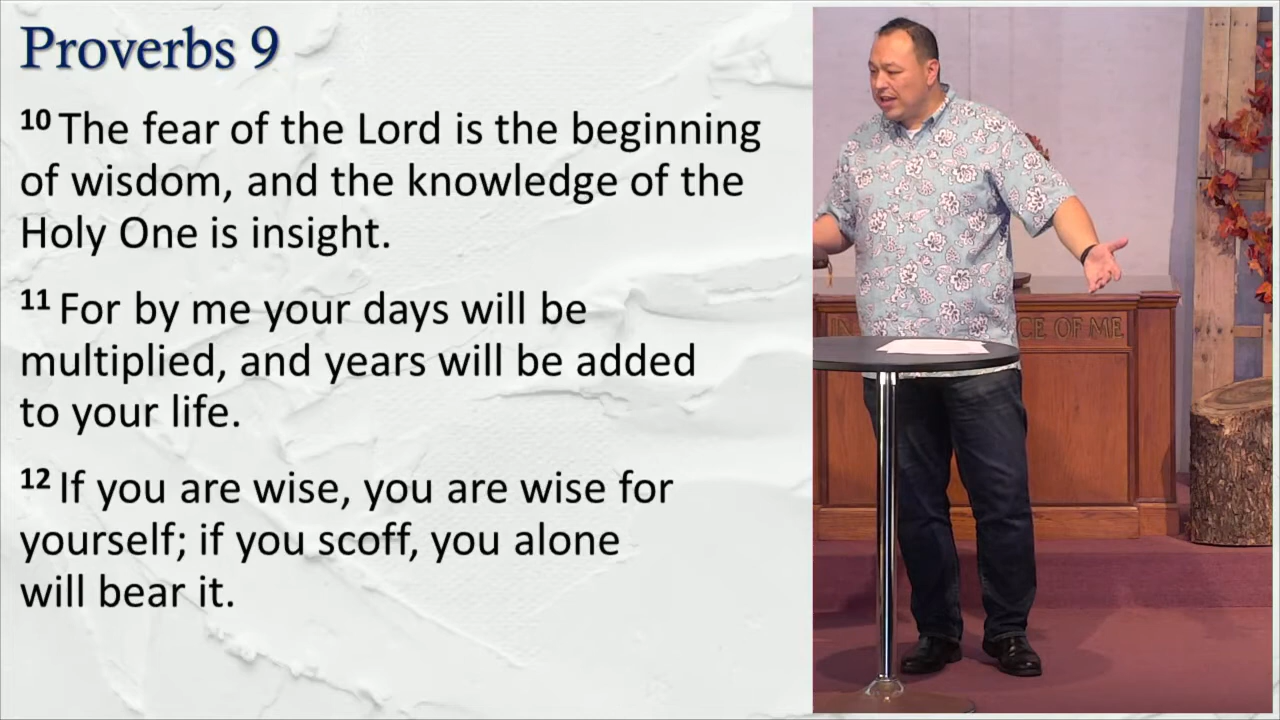 Proverbs 9
10 The fear of the Lord is the beginning
of wisdom, and the knowledge of the
Holy One is insight.
11 For by me your days will be
multiplied, and years will be added
to your life.
12 If you are wise, you are wise for
yourself; if you scoff, you alone
will bear it.
OF ME